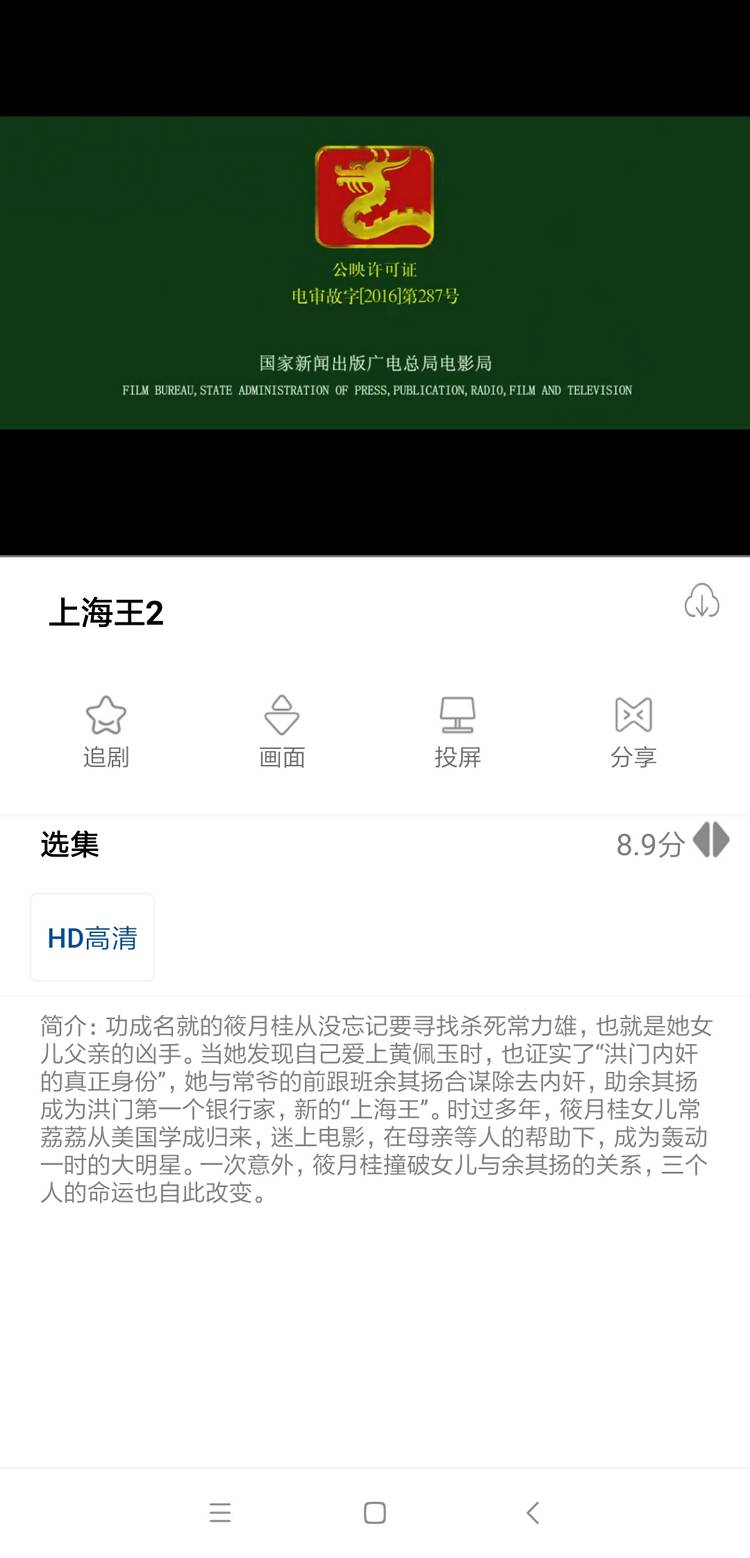 公映许可证
电审故字[2016]第287号
国家新闻出版广电总局电影局
FILM BUREAU,STATE ADMINISTRATION OF PRESS,PUBLICATION,RADIO,FILM AND TELEVISION
上海王2
追剧 画面 投屏 分享
选集 8.9分
HD高清
简介：功成名就的筱月桂从没忘记要寻找杀死常力雄，也就是她女
儿父亲的凶手。当她发现自己爱上黄佩玉时，也证实了“洪门内奸
的真正身份”，她与常爷的前跟班余其扬合谋除去内奸，助余其扬
成为洪门第一个银行家，新的“上海王”。时过多年，筱月桂女儿常
荔荔从美国学成归来，迷上电影，在母亲等人的帮助下，成为轰动
一时的大明星。一次意外，筱月桂撞破女儿与余其扬的关系，三个
人的命运也自此改变。